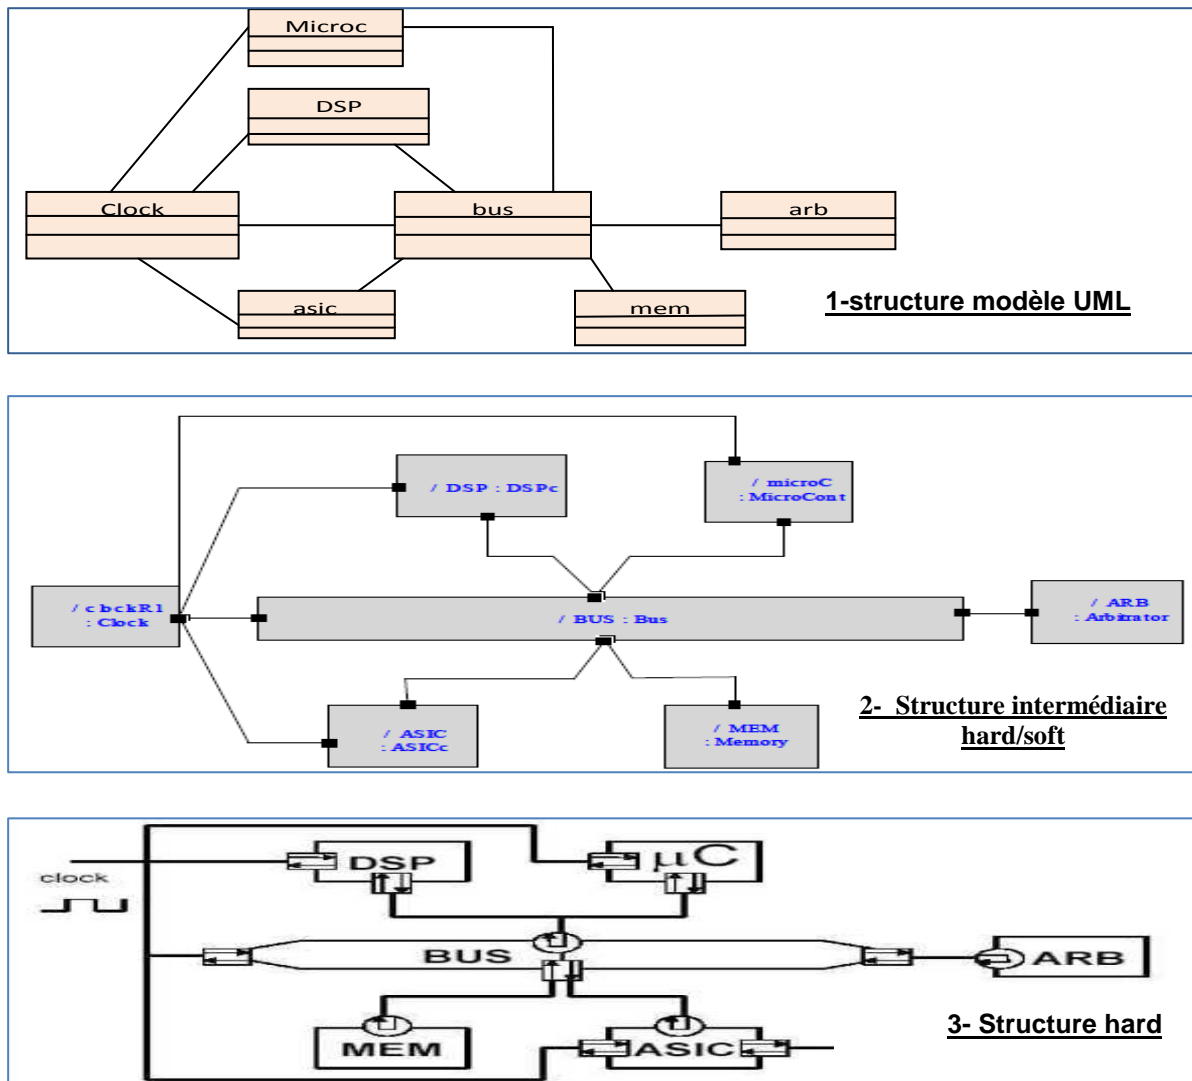 Microc
DSP
Clock
bus
arb
asic
mem
1-structure modèle UML
/ DSP : DSPc
/ microC
: MicroCont
/ clockR1
: Clock
/ BUS : Bus
/ ARB
: Arbitrator
/ ASIC
: ASICc
/ MEM
: Memory
2- Structure intermédiaire
hard/soft
DSP
µC
clock
BUS
ARB
MEM
ASIC
3- Structure hard